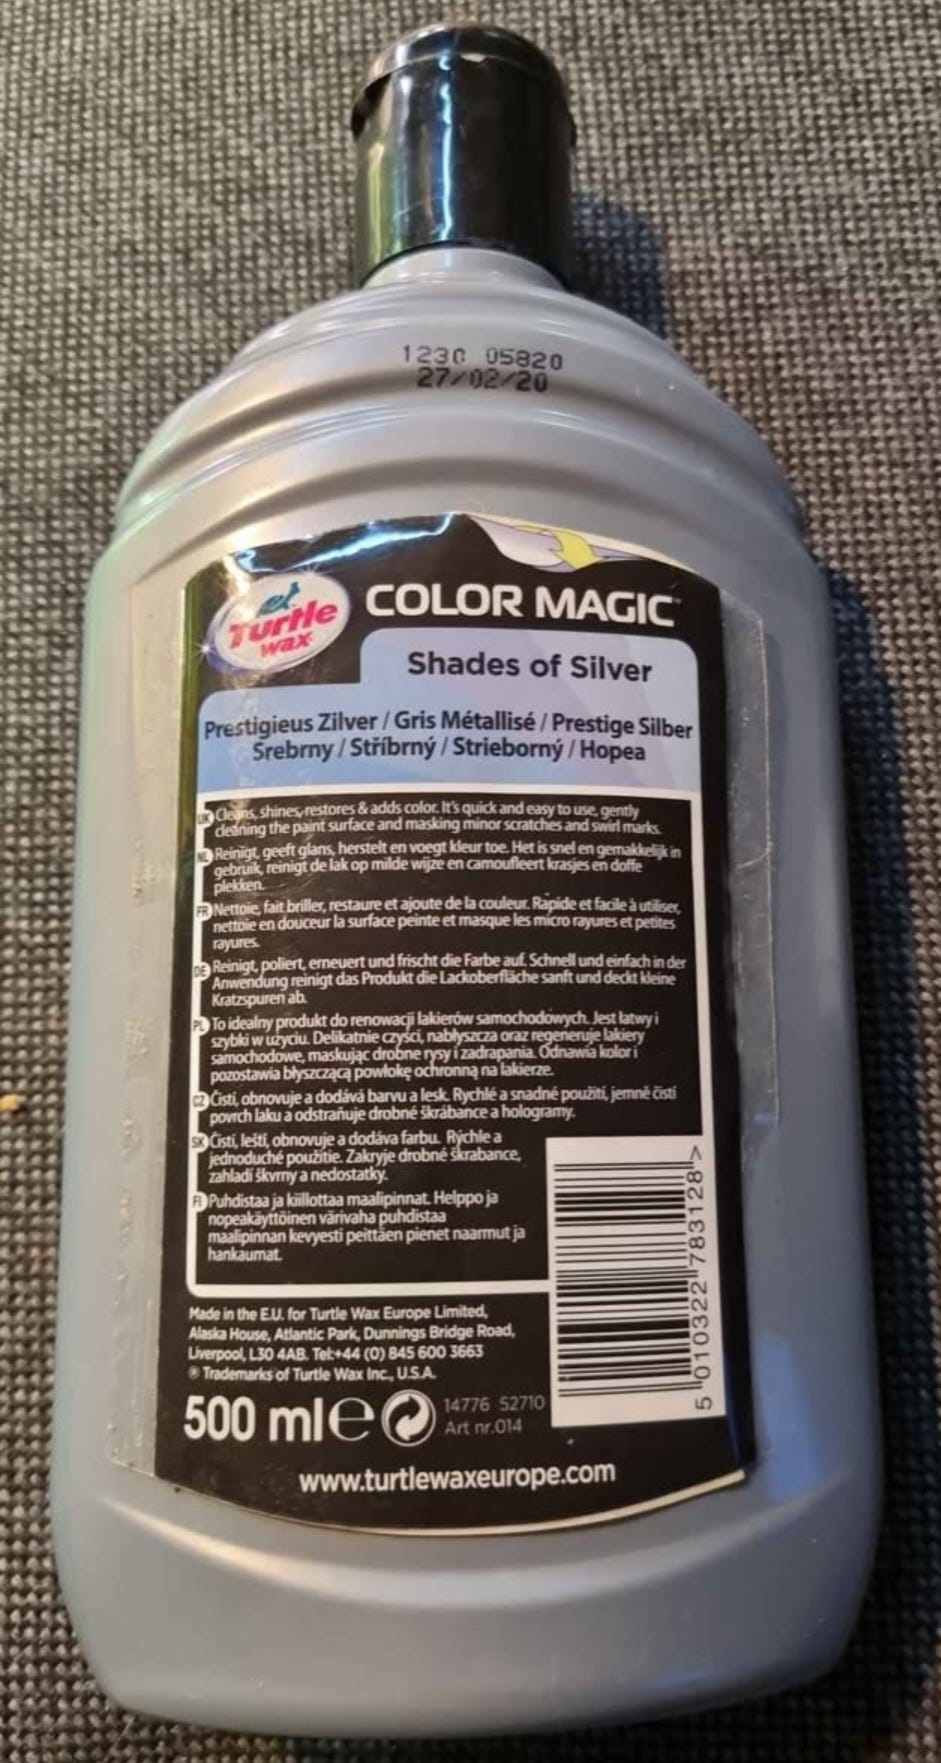 1230 05820
27/02/20
Turtle
wax
COLOR MAGIC™
Shades of Silver
Prestigieus Zilver / Gris Métallisé / Prestige Silber
Srebrny / Stříbrný / Strieborný / Hopea
UK Cleans, shines, restores & adds color. It's quick and easy to use, gently
cleaning the paint surface and masking minor scratches and swirl marks.
NL Reinigt, geeft glans, herstelt en voegt kleur toe. Het is snel en gemakkelijk in
gebruik, reinigt de lak op milde wijze en camoufleert krasjes en doffe
plekken.
FR Nettoie, fait briller, restaure et ajoute de la couleur. Rapide et facile à utiliser,
nettoie en douceur la surface peinte et masque les micro rayures et petites
rayures.
DE Reinigt, poliert, erneuert und frischt die Farbe auf. Schnell und einfach in der
Anwendung reinigt das Produkt die Lackoberfläche sanft und deckt kleine
Kratzspuren ab.
PL To idealny produkt do renowacji lakierów samochodowych. Jest łatwy i
szybki w użyciu. Delikatnie czyści, nabłyszcza oraz regeneruje lakiery
samochodowe, maskując drobne rysy i zadrapania. Odnawia kolor i
pozostawia błyszczącą powłokę ochronną na lakierze.
CZ Čistí, obnovuje a dodává barvu a lesk. Rychlé a snadné použití, jemně čistí
povrch laku a odstraňuje drobné škrábance a hologramy.
SK Čistí, leští, obnovuje a dodáva farbu. Rýchle a
jednoduché použitie. Zakryje drobné škrabance,
zahladí škvrny a nedostatky.
FI Puhdistaa ja kiillottaa maalipinnat. Helppo ja
nopeakäyttöinen värivaha puhdistaa
maalipinnan kevyesti peittäen pienet naarmut ja
hankaumat.
Made in the E.U. for Turtle Wax Europe Limited,
Alaska House, Atlantic Park, Dunnings Bridge Road,
Liverpool, L30 4AB. Tel:+44 (0) 845 600 3663
® Trademarks of Turtle Wax Inc., U.S.A.
500 ml e
14776 52710
Art nr.014
5 010322 783128 >
www.turtlewaxeurope.com